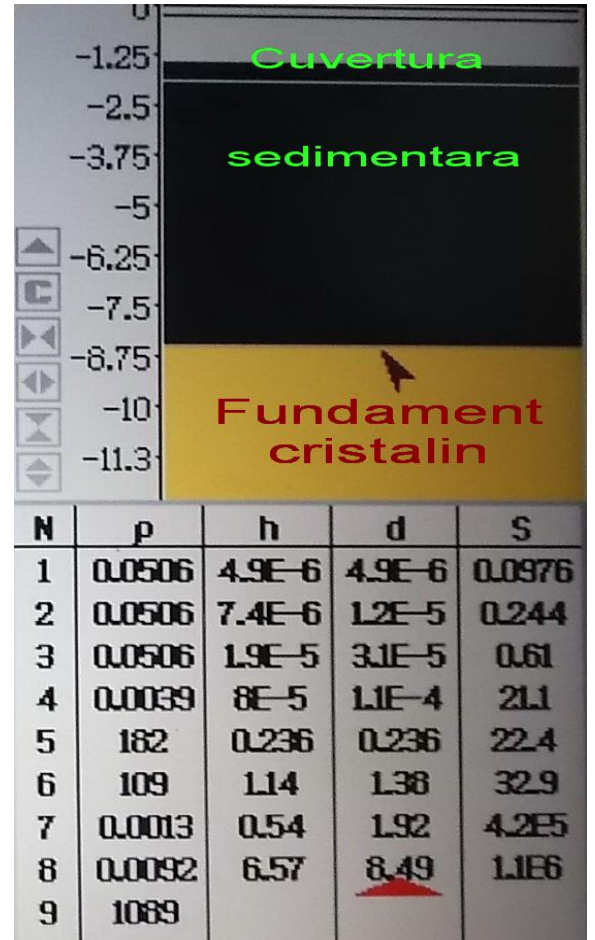 0
-1.25
Cuvertura
-2.5
-3.75
sedimentara
-5
-6.25
C
-7.5
-8.75
-10
Fundament
-11.3
cristalin
N ρ h d S
1 0.0506 4.9E-6 4.9E-6 0.0976
2 0.0506 7.4E-6 1.2E-5 0.244
3 0.0506 1.9E-5 3.1E-5 0.61
4 0.0039 8E-5 1.1E-4 21.1
5 182 0.236 0.236 22.4
6 109 1.14 1.38 32.9
7 0.0013 0.54 1.92 4.2E5
8 0.0092 6.57 8.49 1.1E6
9 1089